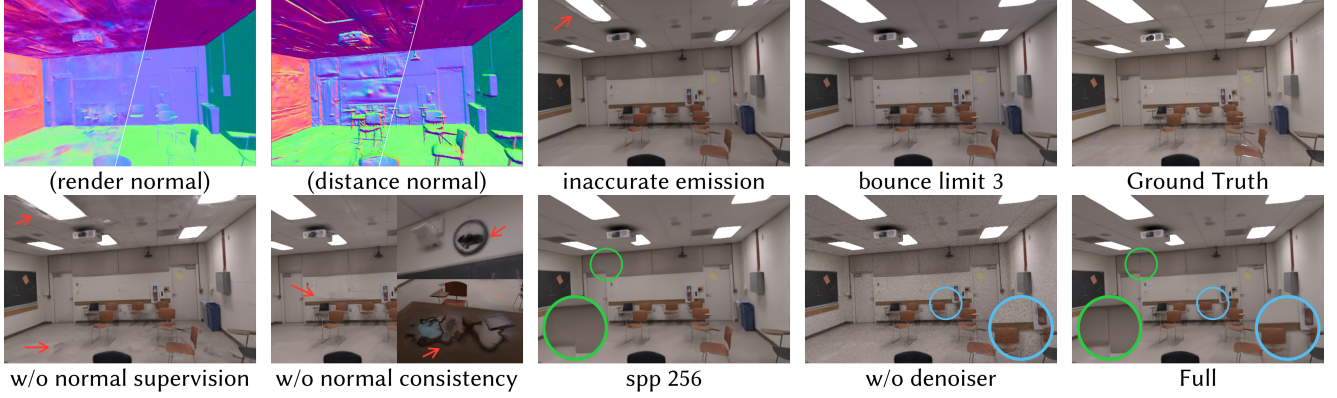 (render normal)
(distance normal)
inaccurate emission
bounce limit 3
Ground Truth
w/o normal supervision
w/o normal consistency
spp 256
w/o denoiser
Full